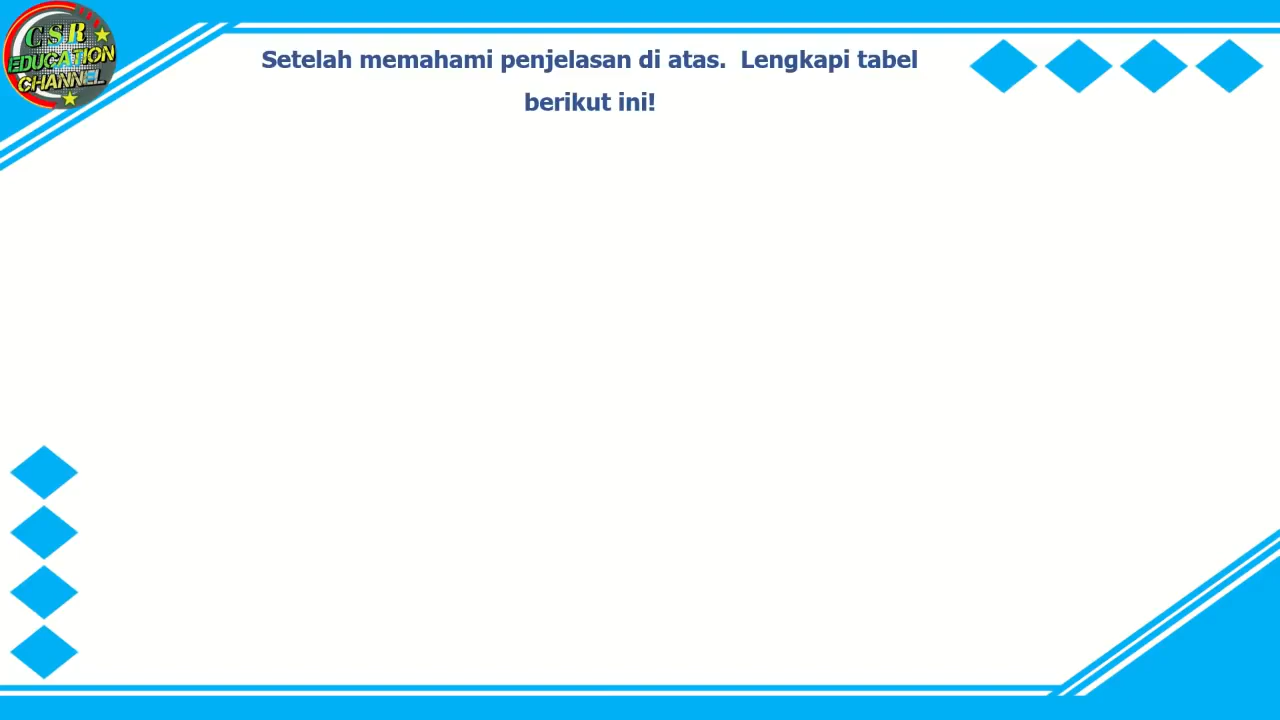 CSR
EDUCATION
CHANNEL
Setelah memahami penjelasan di atas.  Lengkapi tabel
berikut ini!